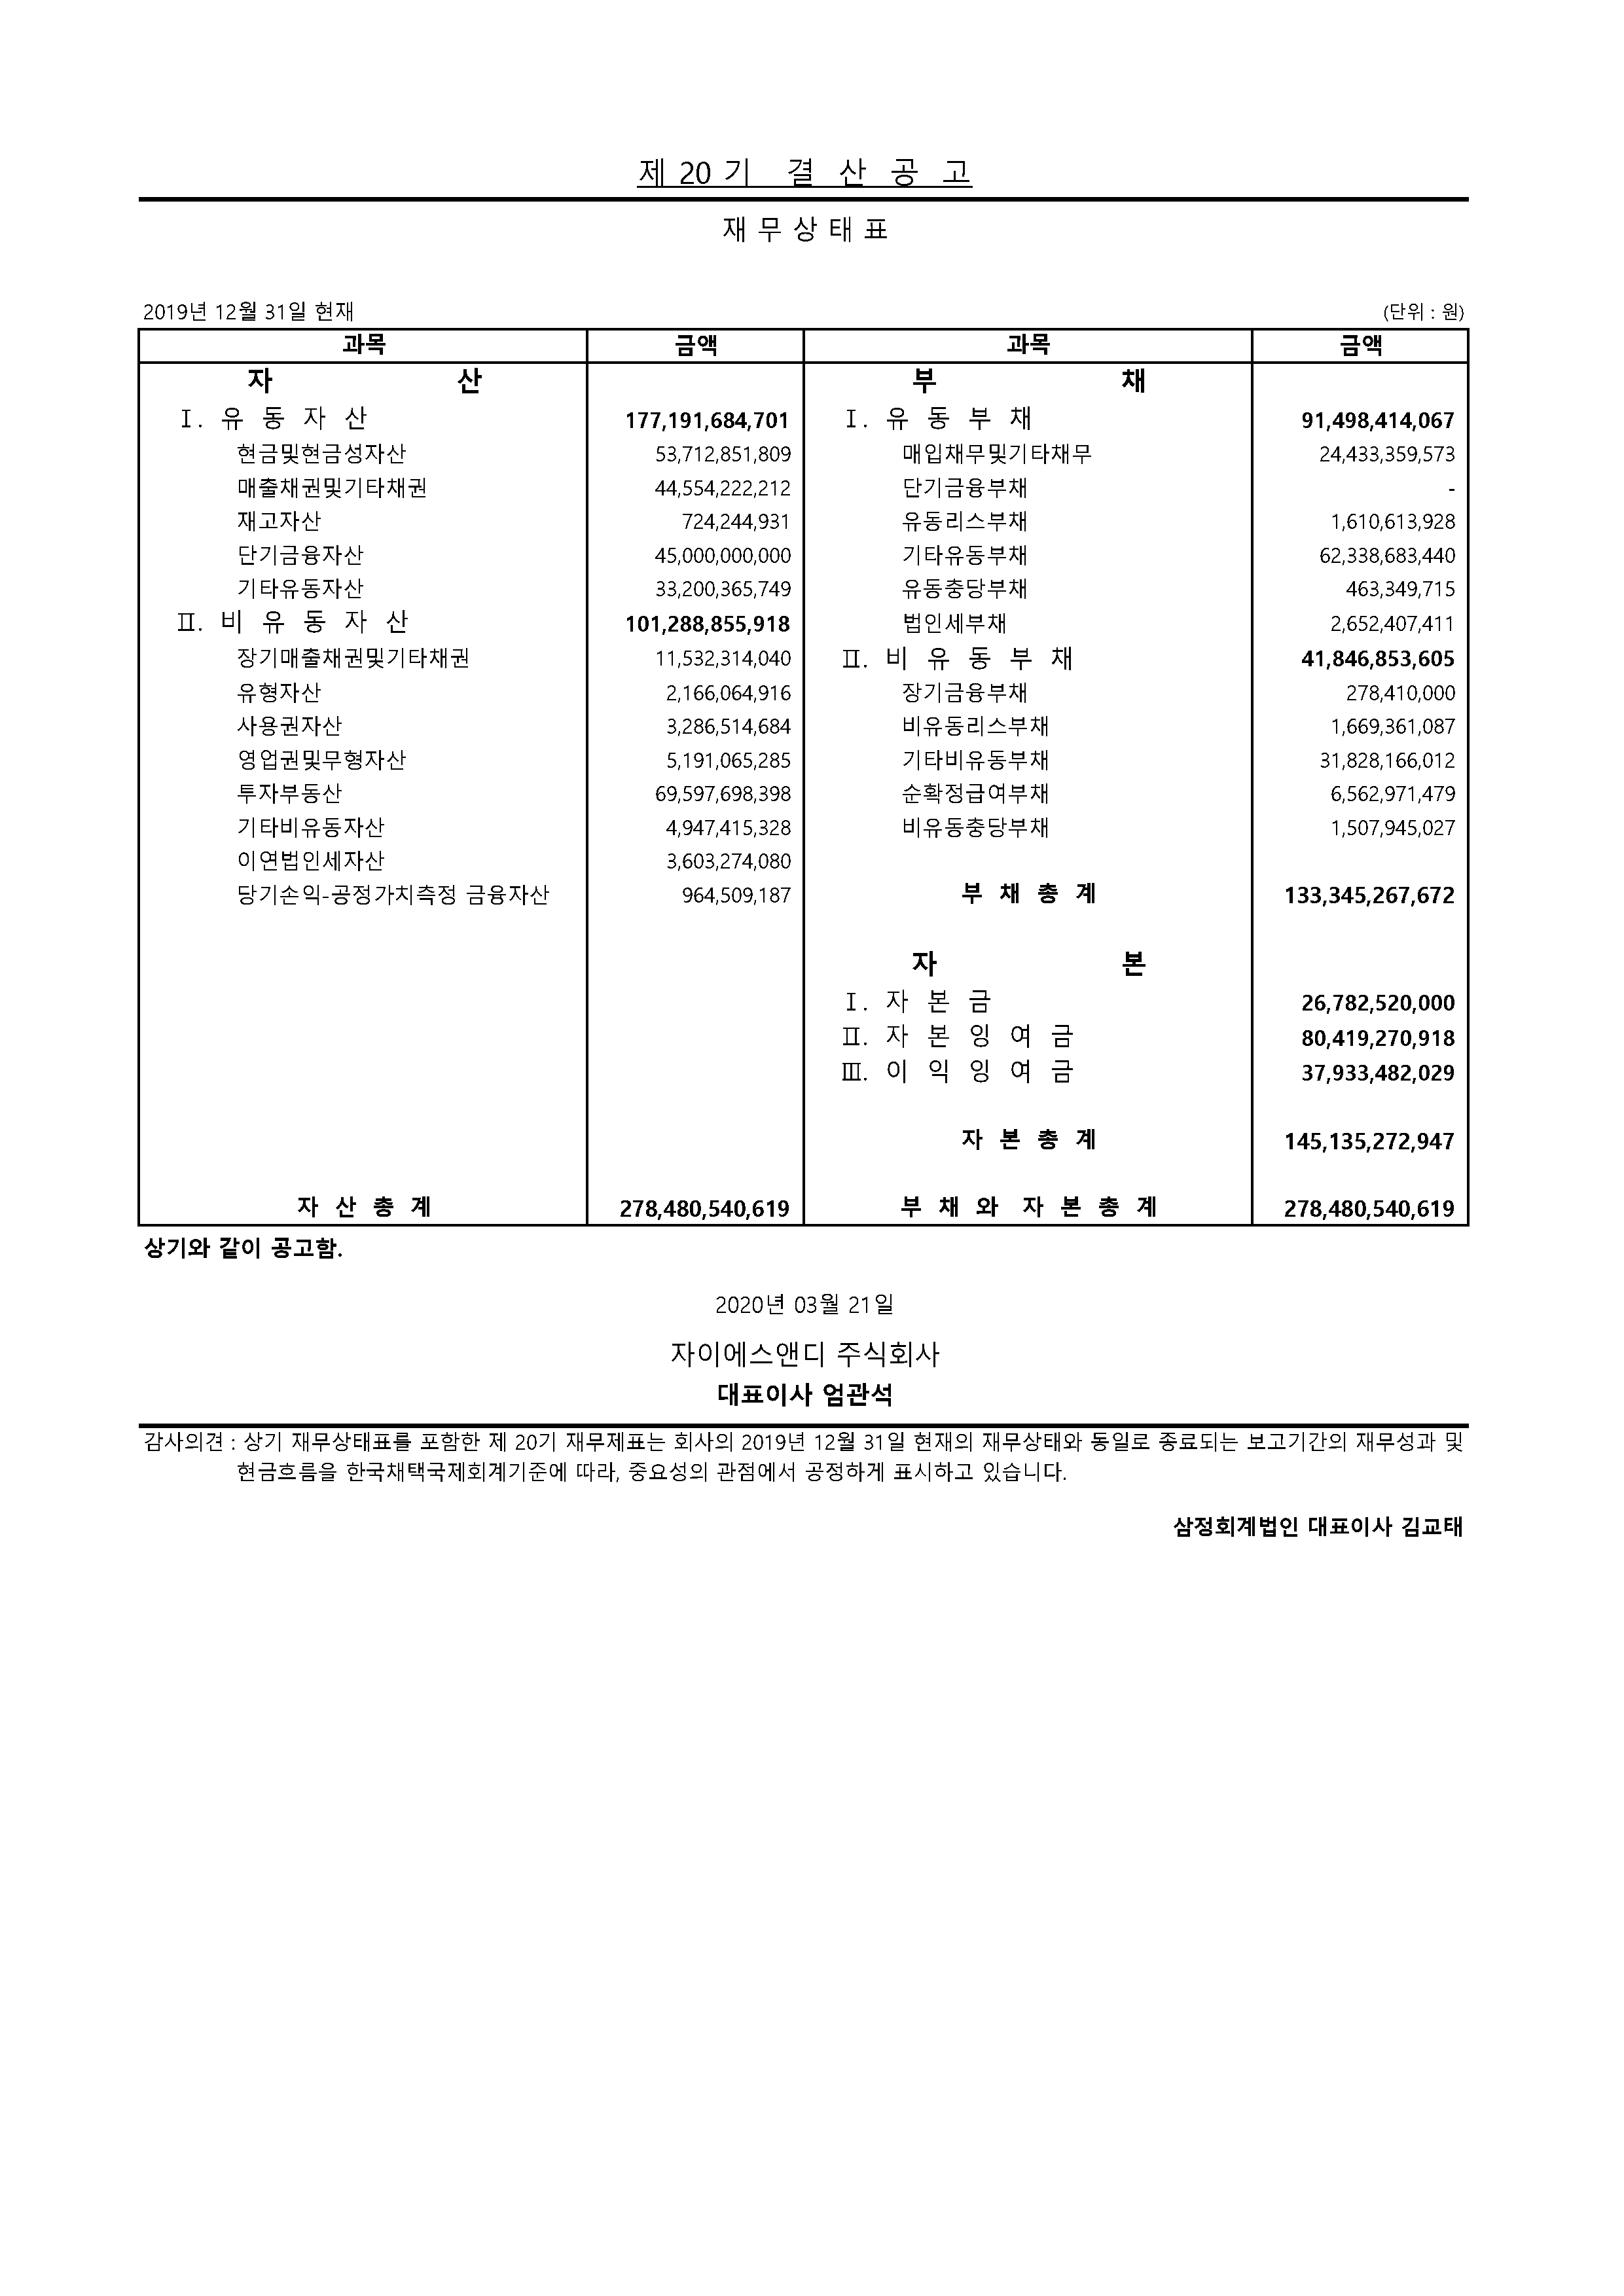 제 20 기 결 산 공 고
재 무 상 태 표
2019년 12월 31일 현재 (단위 : 원)
과목 금액 과목 금액
자 산 부 채
Ⅰ. 유 동 자 산 177,191,684,701 Ⅰ. 유 동 부 채 91,498,414,067
현금및현금성자산 53,712,851,809 매입채무및기타채무 24,433,359,573
매출채권및기타채권 44,554,222,212 단기금융부채 -
재고자산 724,244,931 유동리스부채 1,610,613,928
단기금융자산 45,000,000,000 기타유동부채 62,338,683,440
기타유동자산 33,200,365,749 유동충당부채 463,349,715
Ⅱ. 비 유 동 자 산 101,288,855,918 법인세부채 2,652,407,411
장기매출채권및기타채권 11,532,314,040 Ⅱ. 비 유 동 부 채 41,846,853,605
유형자산 2,166,064,916 장기금융부채 278,410,000
사용권자산 3,286,514,684 비유동리스부채 1,669,361,087
영업권및무형자산 5,191,065,285 기타비유동부채 31,828,166,012
투자부동산 69,597,698,398 순확정급여부채 6,562,971,479
기타비유동자산 4,947,415,328 비유동충당부채 1,507,945,027
이연법인세자산 3,603,274,080
당기손익-공정가치측정 금융자산 964,509,187 부 채 총 계 133,345,267,672
자 본
Ⅰ. 자 본 금 26,782,520,000
Ⅱ. 자 본 잉 여 금 80,419,270,918
Ⅲ. 이 익 잉 여 금 37,933,482,029
자 본 총 계 145,135,272,947
자 산 총 계 278,480,540,619 부 채 와 자 본 총 계 278,480,540,619
상기와 같이 공고함.
2020년 03월 21일
자이에스앤디 주식회사
대표이사 엄관석
감사의견 : 상기 재무상태표를 포함한 제 20기 재무제표는 회사의 2019년 12월 31일 현재의 재무상태와 동일로 종료되는 보고기간의 재무성과 및
현금흐름을 한국채택국제회계기준에 따라, 중요성의 관점에서 공정하게 표시하고 있습니다.
삼정회계법인 대표이사 김교태